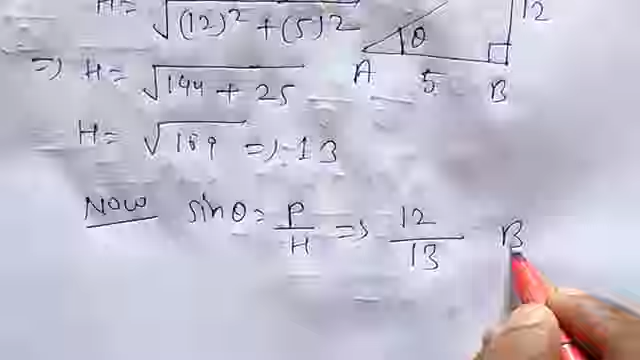 H = √(12)² + (5)²
12
θ
⇒ H = √144 + 25
A 5 B
H = √169 ⇒ 13
Now sinθ = P/H ⇒ 12/13 B